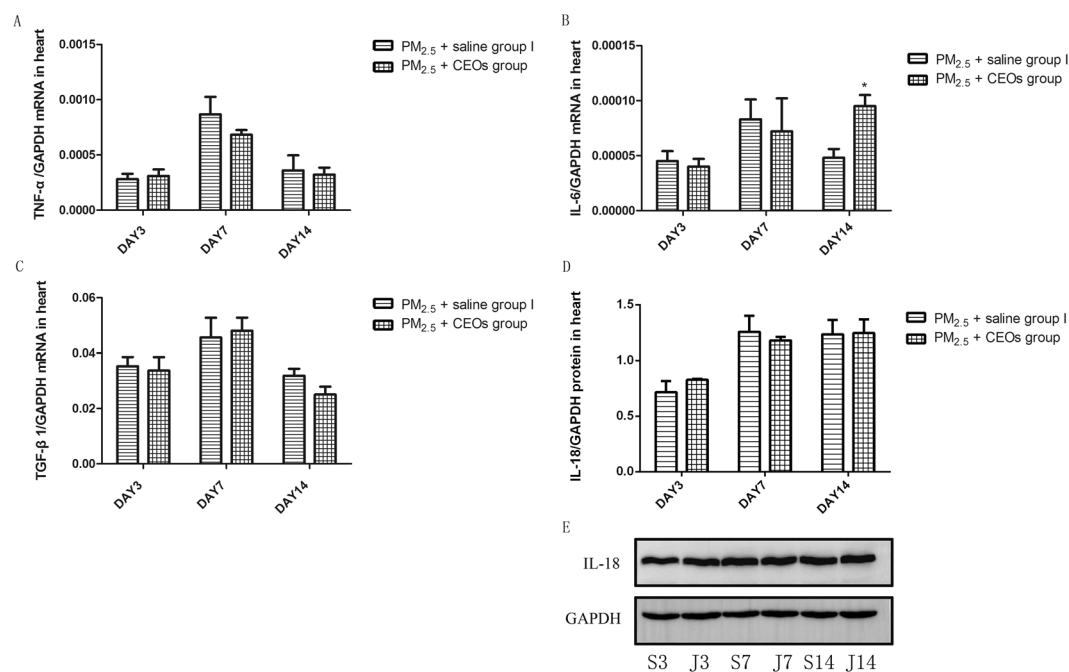 A
TNF-α /GAPDH mRNA in heart
0.0015
0.0010
0.0005
0.0000
DAY3
DAY7
DAY14
PM2.5 + saline group I
PM2.5 + CEOs group
B
IL-6/GAPDH mRNA in heart
0.00015
0.00010
0.00005
0.00000
*
DAY3
DAY7
DAY14
PM2.5 + saline group I
PM2.5 + CEOs group
C
TGF-β 1/GAPDH mRNA in heart
0.06
0.04
0.02
0.00
DAY3
DAY7
DAY14
PM2.5 + saline group I
PM2.5 + CEOs group
D
IL-18/GAPDH protein in heart
1.5
1.0
0.5
0.0
DAY3
DAY7
DAY14
PM2.5 + saline group I
PM2.5 + CEOs group
E
IL-18
GAPDH
S3 J3 S7 J7 S14 J14